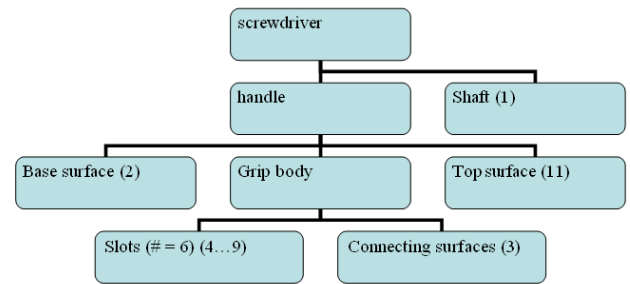 screwdriver
handle
Shaft (1)
Base surface (2)
Grip body
Top surface (11)
Slots (# = 6) (4…9)
Connecting surfaces (3)